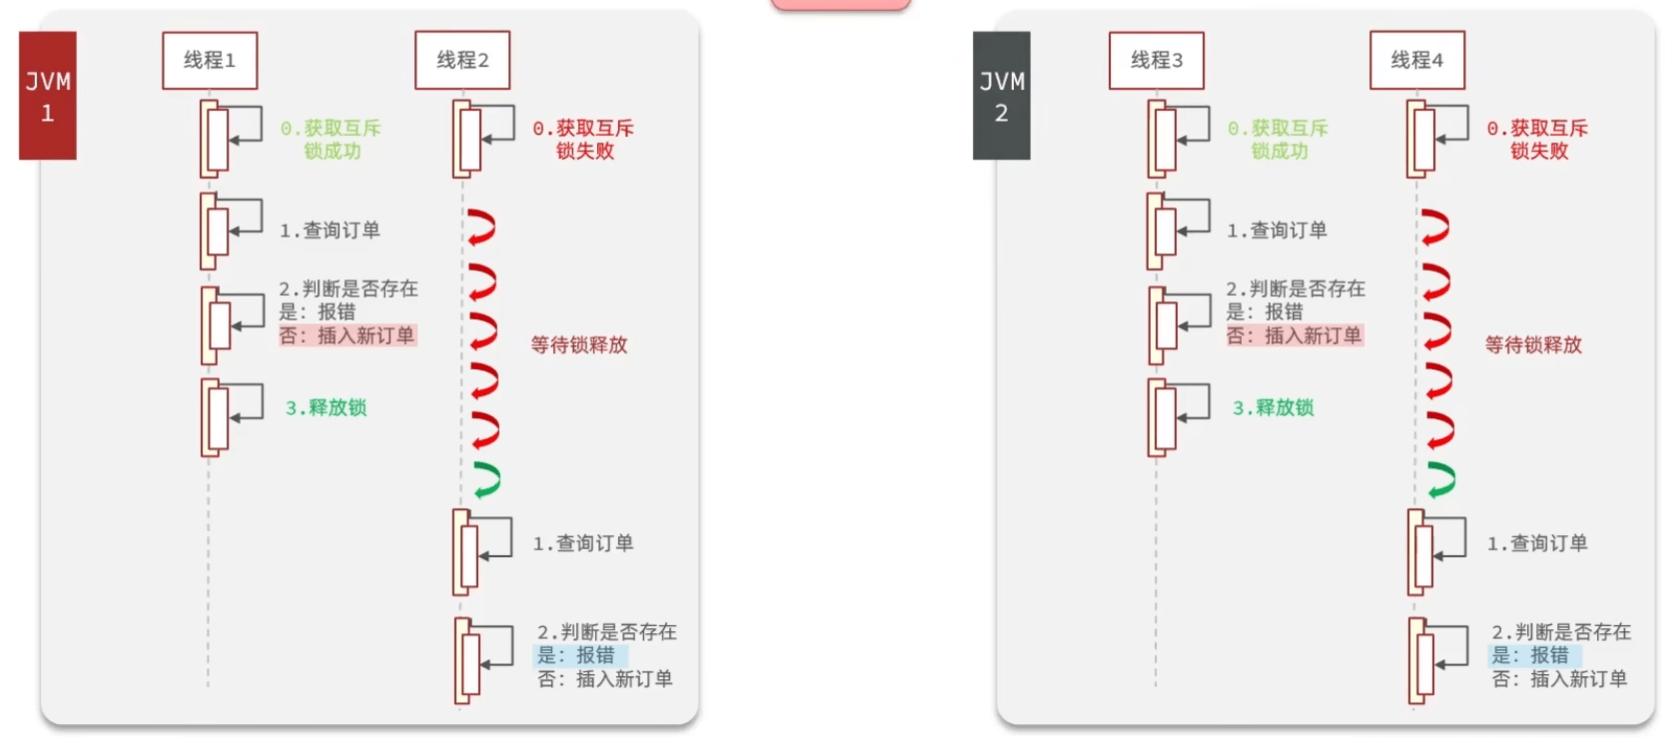 JVM
1
线程1
0.获取互斥
锁成功
1.查询订单
2.判断是否存在
是: 报错
否: 插入新订单
3.释放锁
线程2
0.获取互斥
锁失败
等待锁释放
1.查询订单
2.判断是否存在
是: 报错
否: 插入新订单
JVM
2
线程3
0.获取互斥
锁成功
1.查询订单
2.判断是否存在
是: 报错
否: 插入新订单
3.释放锁
线程4
0.获取互斥
锁失败
等待锁释放
1.查询订单
2.判断是否存在
是: 报错
否: 插入新订单